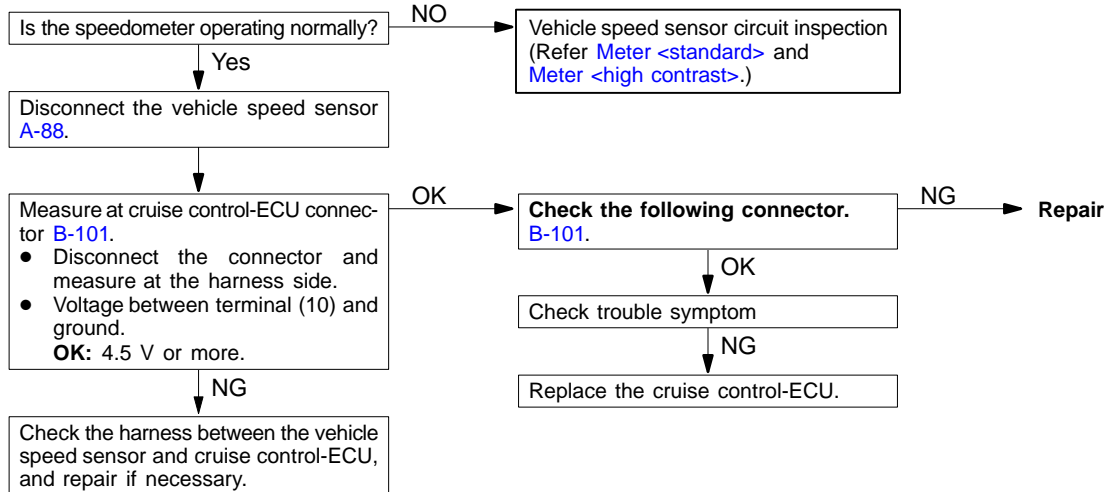 Is the speedometer operating normally?
NO
Vehicle speed sensor circuit inspection
(Refer Meter <standard> and
Meter <high contrast>.)
Yes
Disconnect the vehicle speed sensor
A-88.
Measure at cruise control-ECU connec-
tor B-101.
● Disconnect the connector and
measure at the harness side.
● Voltage between terminal (10) and
ground.
OK: 4.5 V or more.
OK
Check the following connector.
B-101.
NG
Repair
OK
Check trouble symptom
NG
Replace the cruise control-ECU.
NG
Check the harness between the vehicle
speed sensor and cruise control-ECU,
and repair if necessary.